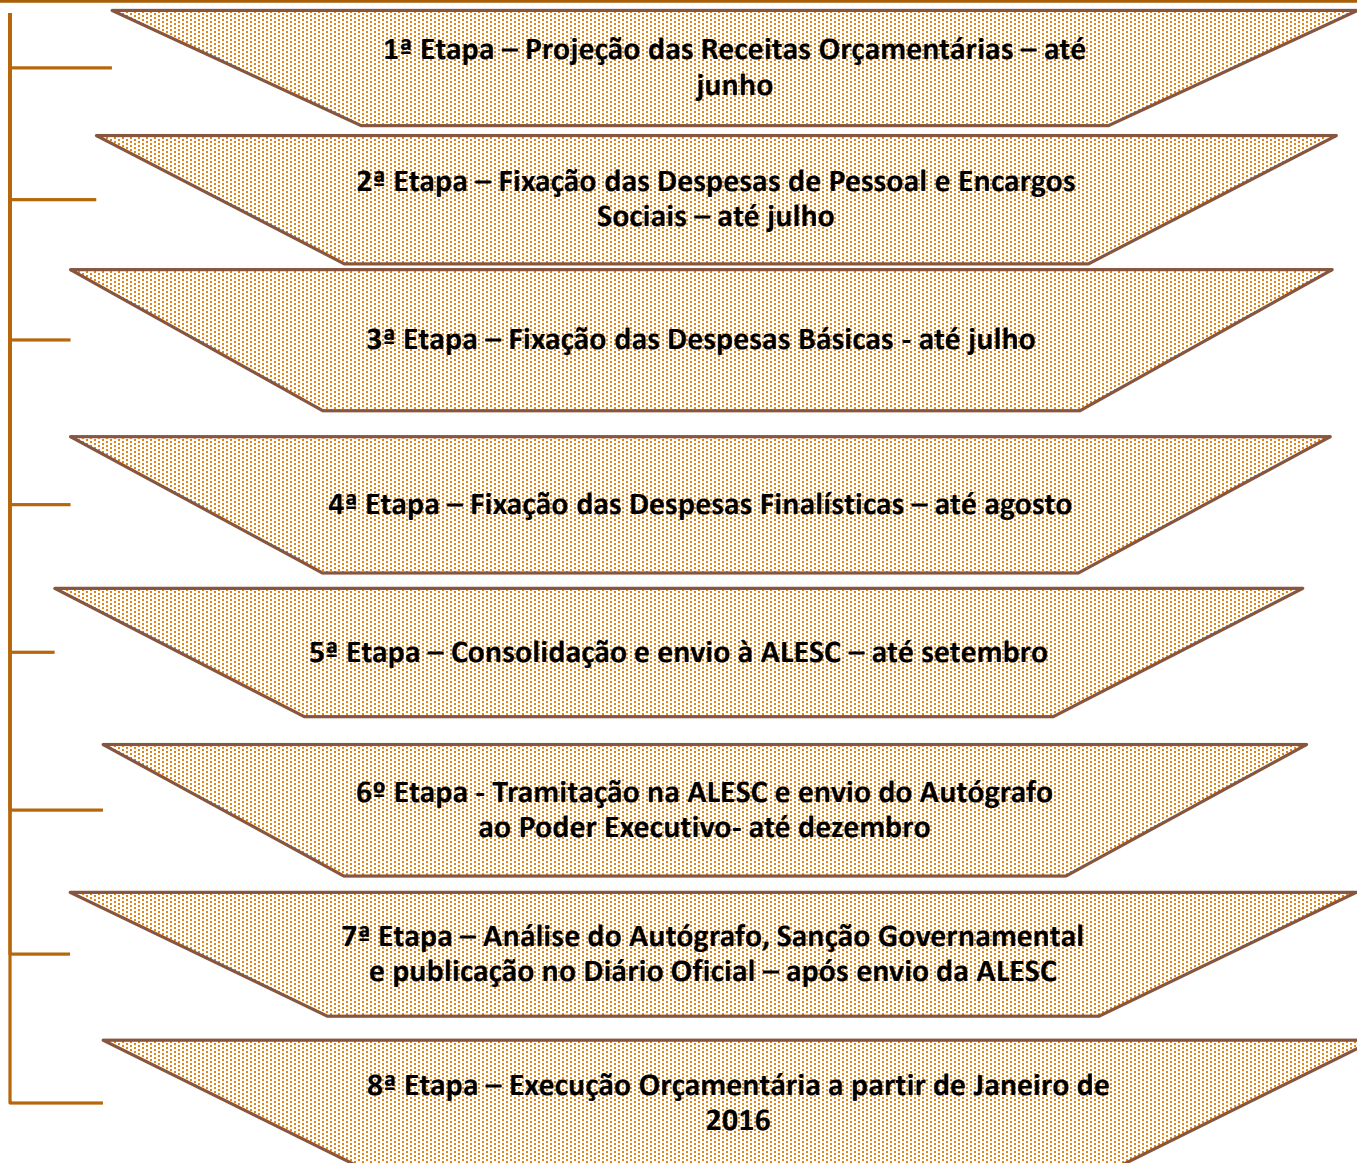 1ª Etapa – Projeção das Receitas Orçamentárias – até
junho
2ª Etapa – Fixação das Despesas de Pessoal e Encargos
Sociais – até julho
3ª Etapa – Fixação das Despesas Básicas - até julho
4ª Etapa – Fixação das Despesas Finalísticas – até agosto
5ª Etapa – Consolidação e envio à ALESC – até setembro
6º Etapa - Tramitação na ALESC e envio do Autógrafo
ao Poder Executivo- até dezembro
7ª Etapa – Análise do Autógrafo, Sanção Governamental
e publicação no Diário Oficial – após envio da ALESC
8ª Etapa – Execução Orçamentária a partir de Janeiro de
2016